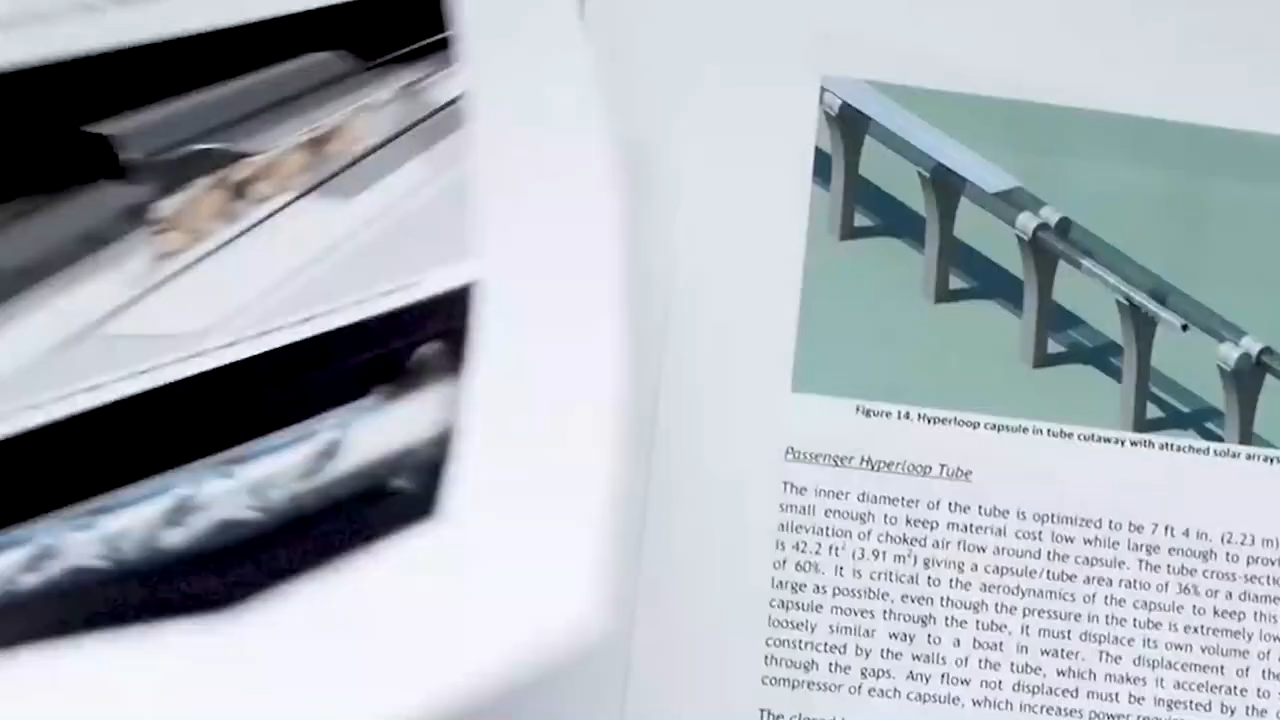 Figure 14. Hyperloop capsule in tube cutaway with attached solar arrays
Passenger Hyperloop Tube
The inner diameter of the tube is optimized to be 7 ft 4 in. (2.23 m)
small enough to keep material cost low while large enough to
alleviation of choked air flow around the capsule. The tube
is 42.2 ft² (3.91 m²) giving a capsule/tube area ratio of 36% or a
of 60%. It is critical to the aerodynamics of the capsule to keep this
large as possible, even though the pressure in the tube is extremely
capsule moves through the tube, it must displace its own volume of
loosely similar way to a boat in water. The displacement of the
constricted by the walls of the tube, which makes it accelerate to
through the gaps. Any flow not displaced must be ingested by the
compressor of each capsule, which increases power
The